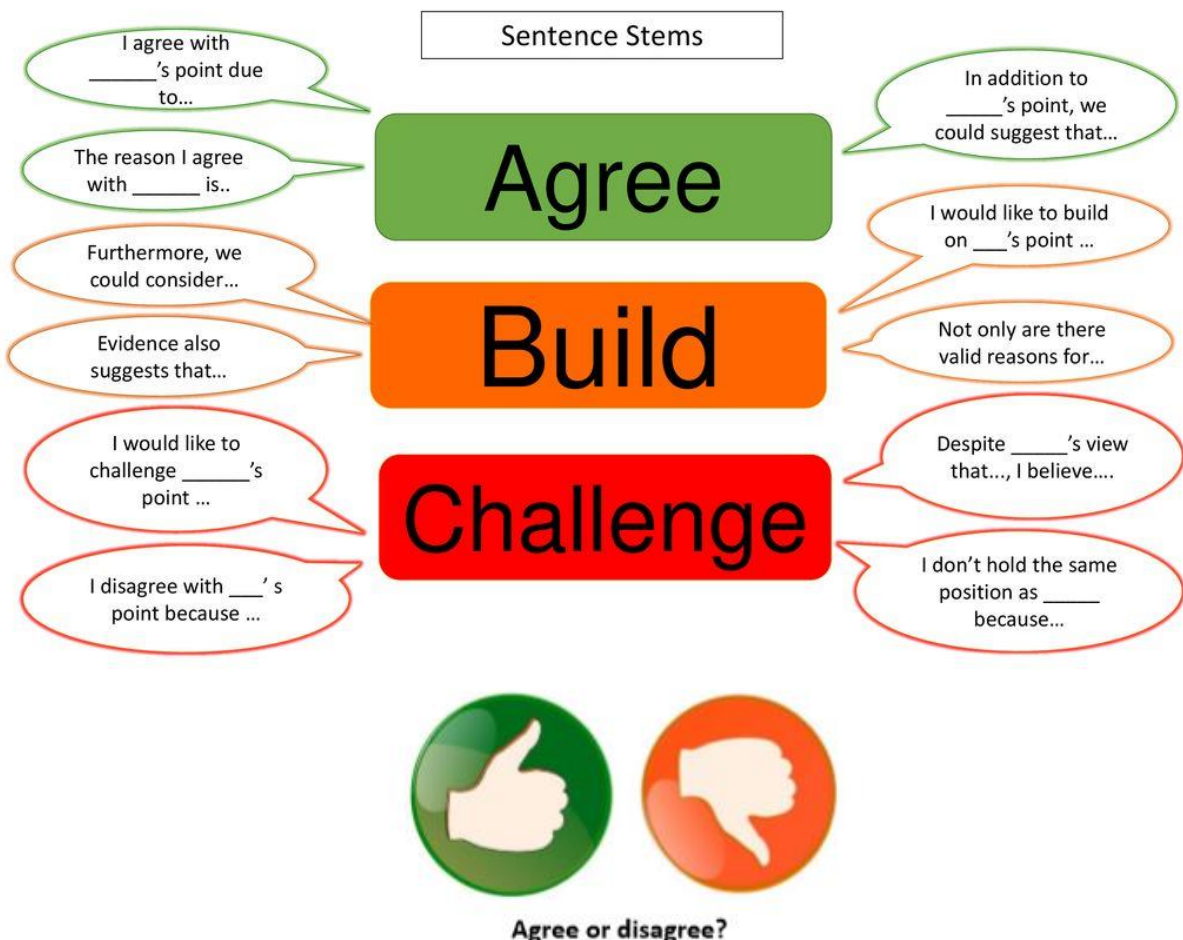 Sentence Stems
I agree with
______'s point due
to...
The reason I agree
with ______ is..
In addition to
_____'s point, we
could suggest that...
Agree
Furthermore, we
could consider...
Evidence also
suggests that...
I would like to build
on ___'s point ...
Not only are there
valid reasons for...
Build
I would like to
challenge ______'s
point ...
I disagree with ___' s
point because ...
Despite _____'s view
that..., I believe....
I don't hold the same
position as _____
because...
Challenge
Agree or disagree?